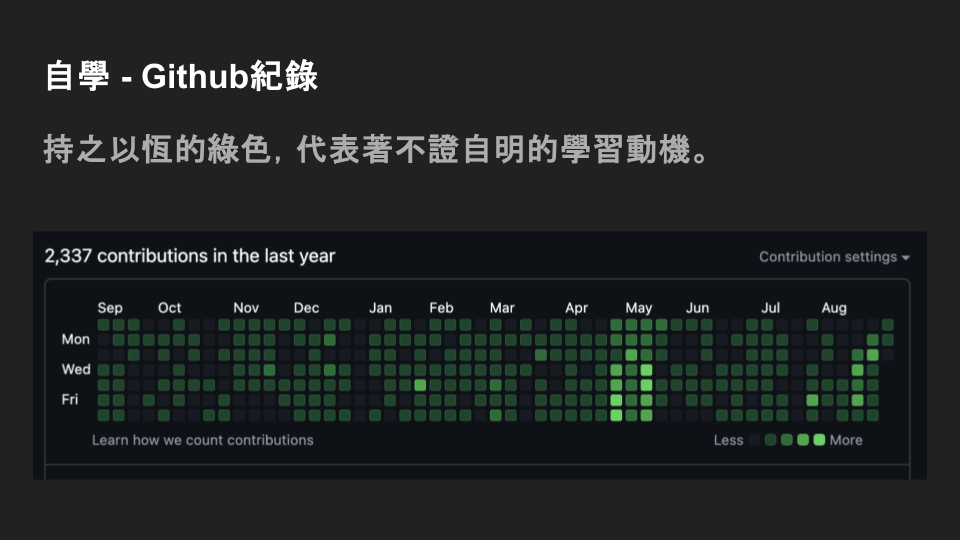 自學 - Github紀錄
持之以恆的綠色, 代表著不證自明的學習動機。
2,337 contributions in the last year
Contribution settings
Sep Oct Nov Dec Jan Feb Mar Apr May Jun Jul Aug
Mon
Wed
Fri
Learn how we count contributions
Less More